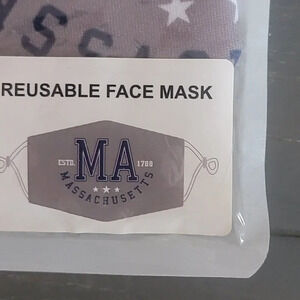 REUSABLE FACE MASK
ESTD. MA 1788
MASSACHUSETTS